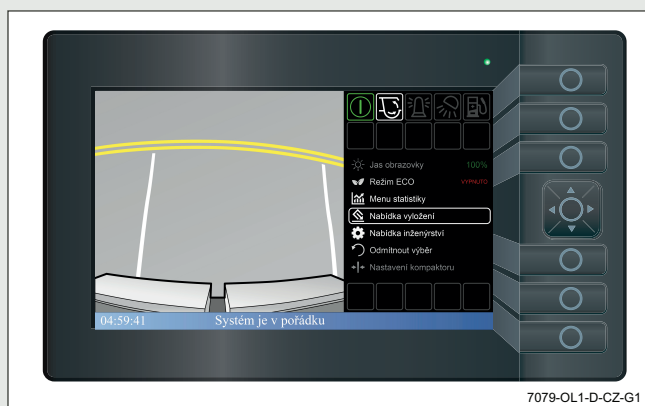 Jas obrazovky 100%
Režim ECO VYPNUTO
Menu statistiky
Nabídka vyložení
Nabídka inženýrství
Odmítnout výběr
Nastavení kompaktoru
04:59:41 Systém je v pořádku
7079-OL1-D-CZ-G1